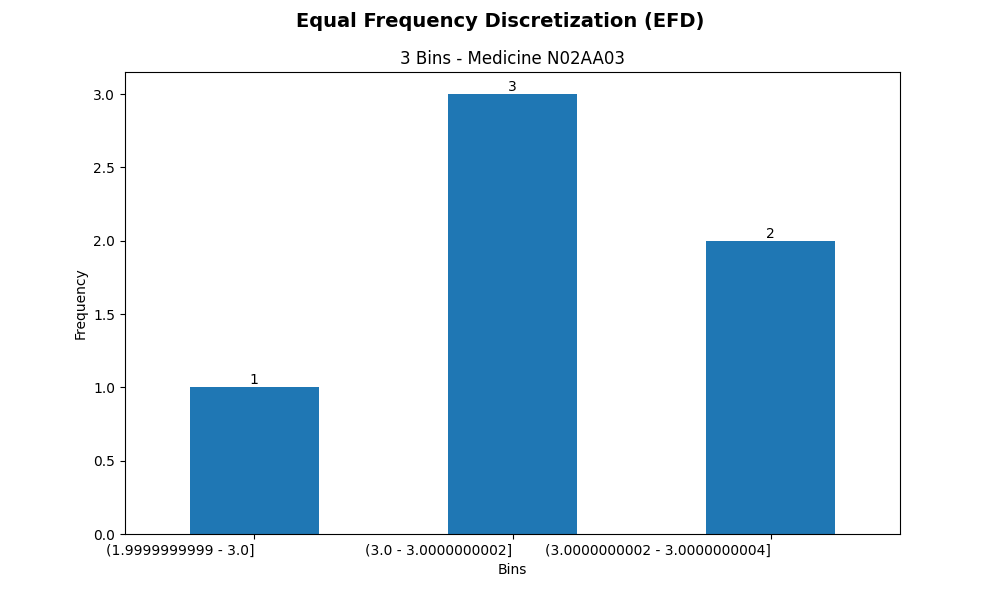 Equal Frequency Discretization (EFD)
3 Bins - Medicine N02AA03
3.0
2.5
2.0
1.5
1.0
0.5
0.0
Frequency
1
3
2
(1.9999999999 - 3.0]
(3.0 - 3.0000000002]
(3.0000000002 - 3.0000000004]
Bins